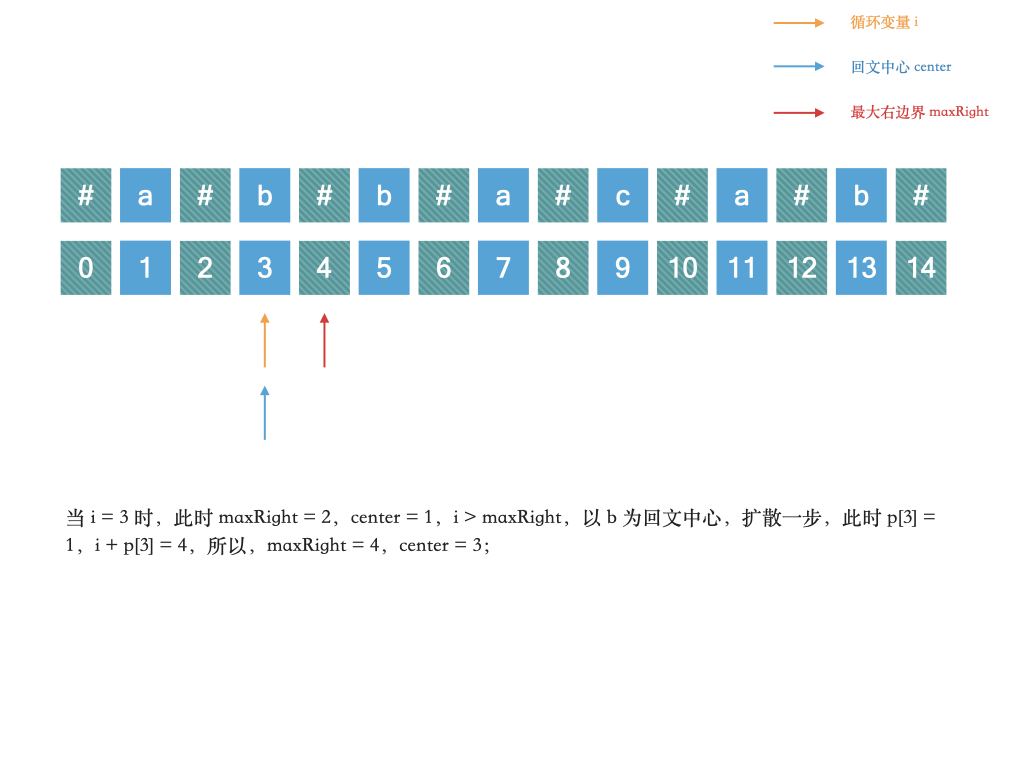 循环变量 i
回文中心 center
最大右边界 maxRight
# a # b # b # a # c # a # b #
0 1 2 3 4 5 6 7 8 9 10 11 12 13 14
当 i = 3 时，此时 maxRight = 2，center = 1，i > maxRight，以 b 为回文中心，扩散一步，此时 p[3] =
1，i + p[3] = 4，所以，maxRight = 4，center = 3；